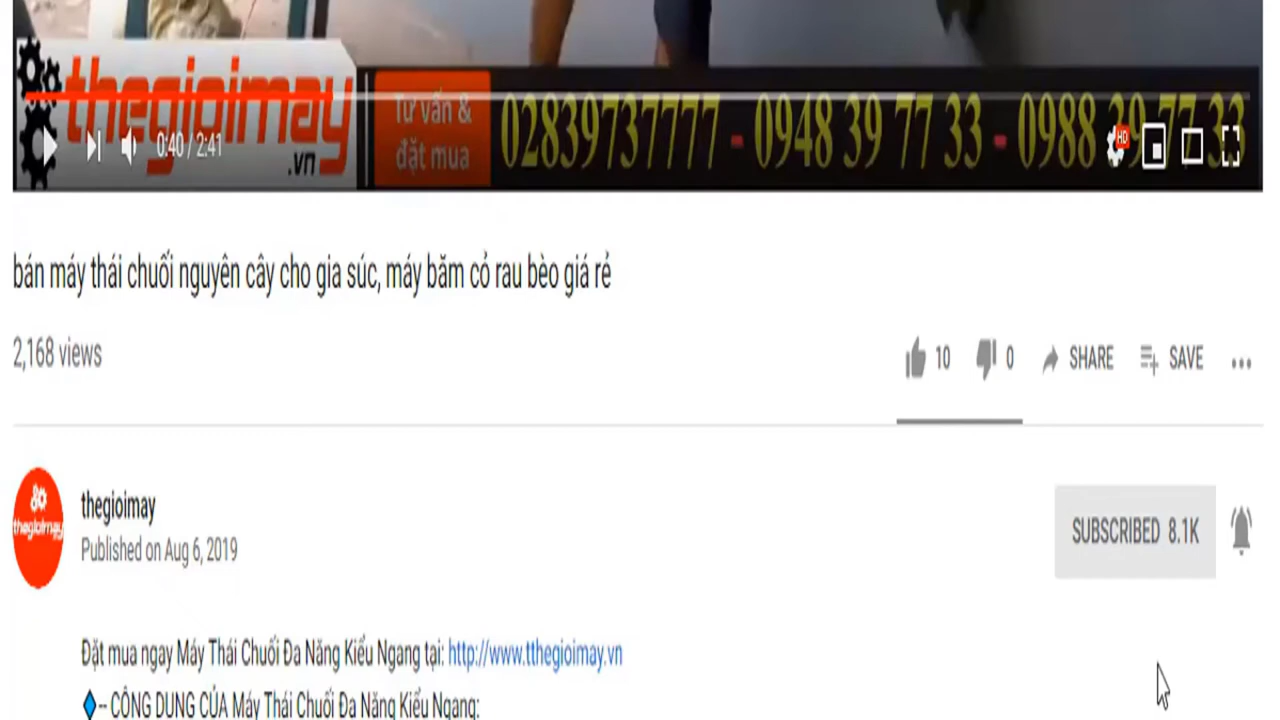 thegioimay
.vn
Tư vấn &
đặt mua
02839737777 - 0948 39 77 33 - 0988 39 77 33
HD
0:40 / 2:41
bán máy thái chuối nguyên cây cho gia súc, máy băm cỏ rau bèo giá rẻ
2,168 views
10 0 SHARE SAVE
thegioimay
thegioimay
Published on Aug 6, 2019
SUBSCRIBED 8.1K
Đặt mua ngay Máy Thái Chuối Đa Năng Kiểu Ngang tại: http://www.tthegioimay.vn
-- CÔNG DỤNG CỦA Máy Thái Chuối Đa Năng Kiểu Ngang: